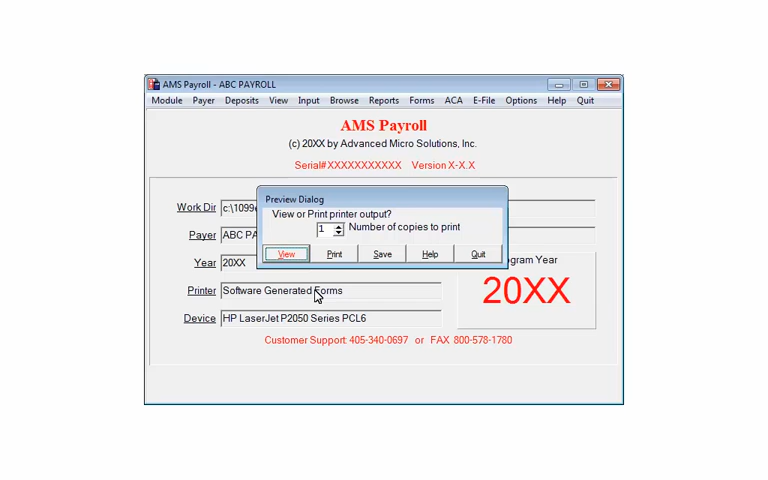 AMS Payroll - ABC PAYROLL
Module Payer Deposits View Input Browse Reports Forms ACA E-File Options Help Quit
AMS Payroll
(c) 20XX by Advanced Micro Solutions, Inc.
Serial#XXXXXXXXXXX Version X-X.X
Preview Dialog
View or Print printer output?
1 Number of copies to print
View Print Save Help Quit
Work Dir c:\1099e
Payer ABC PA
Year 20XX
ogram Year
20XX
Printer Software Generated Forms
Device HP LaserJet P2050 Series PCL6
Customer Support: 405-340-0697 or FAX 800-578-1780